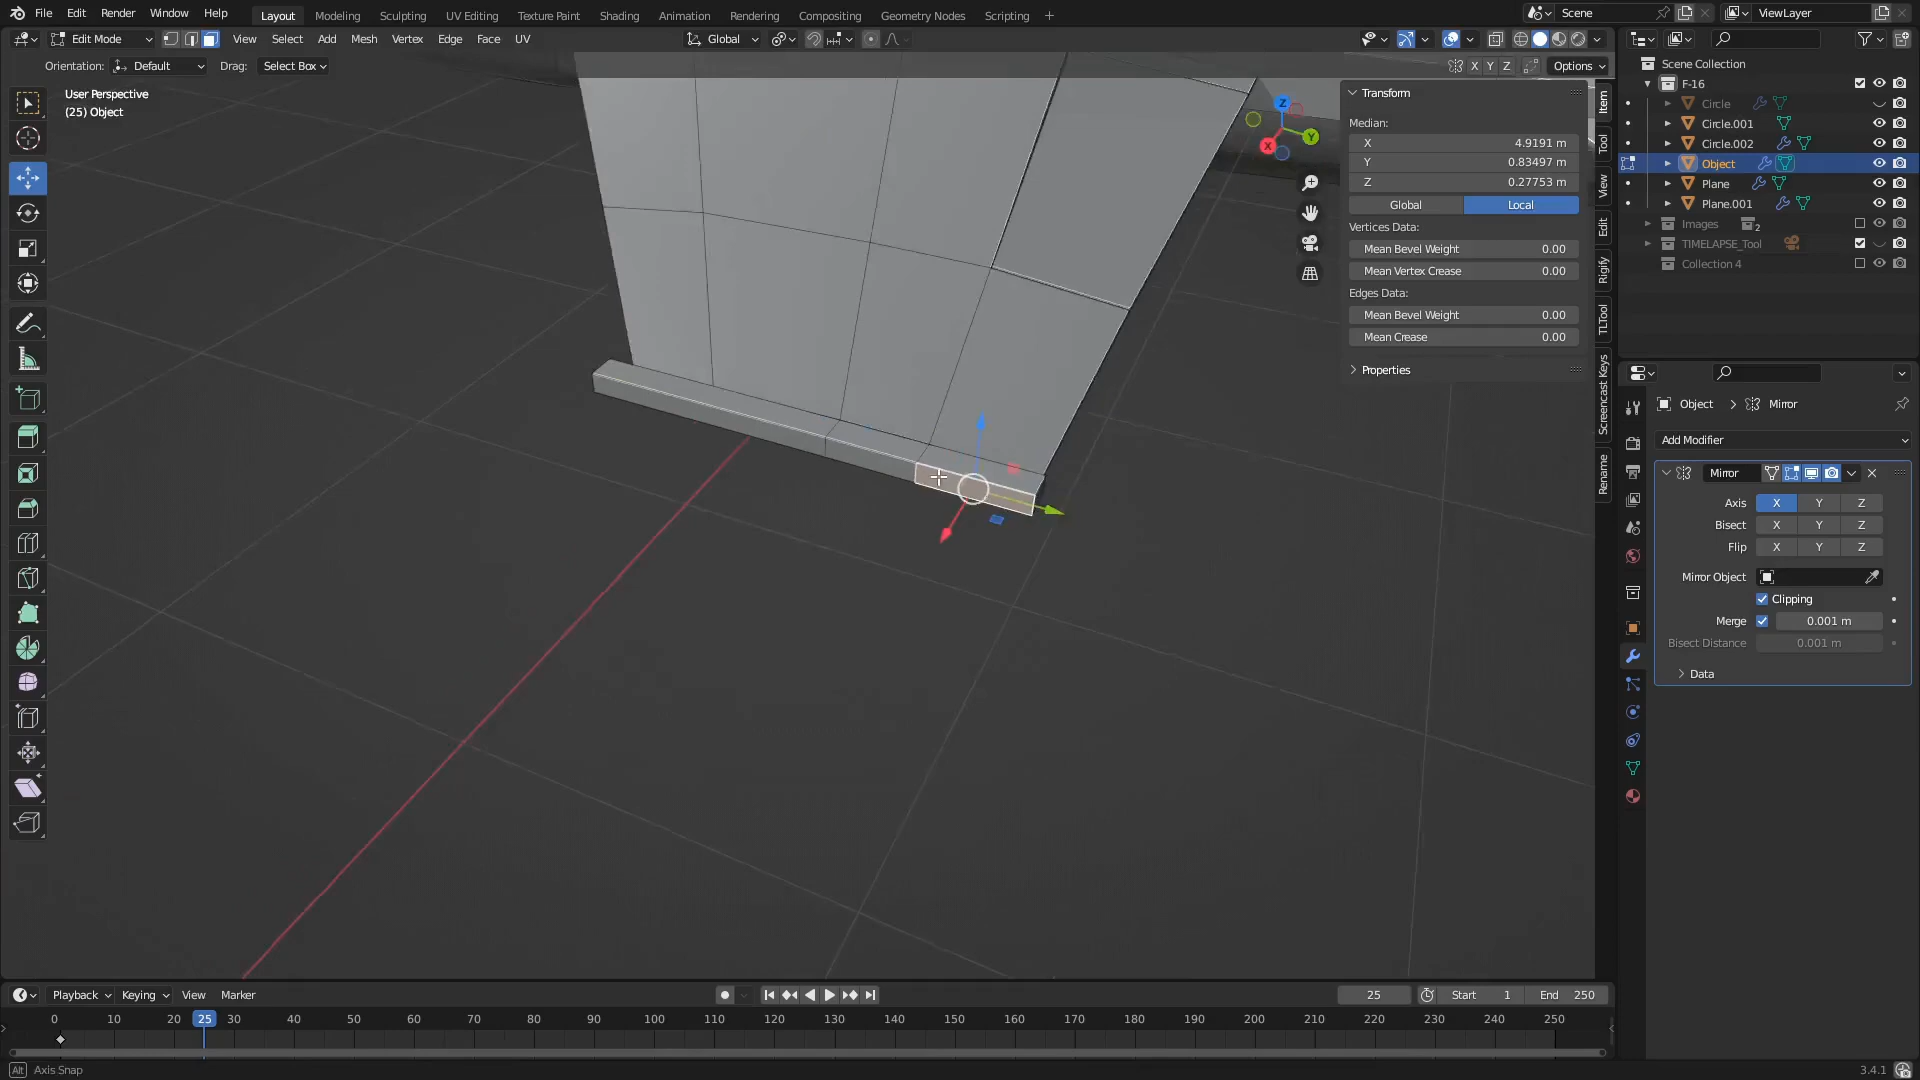 File Edit Render Window Help Layout Modeling Sculpting UV Editing Texture Paint Shading Animation Rendering Compositing Geometry Nodes Scripting + Scene ViewLayer
Edit Mode View Select Add Mesh Vertex Edge Face UV Global
Orientation: Default Drag: Select Box X Y Z Options
User Perspective
(25) Object
Z
Y
X
Transform
Median:
X 4.9191 m
Y 0.83497 m
Z 0.27753 m
Global Local
Vertices Data:
Mean Bevel Weight 0.00
Mean Vertex Crease 0.00
Edges Data:
Mean Bevel Weight 0.00
Mean Crease 0.00
Properties
Item
Tool
View
Edit
Rigify
TLTool
Screencast Keys
Rename
Scene Collection
F-16
Circle
Circle.001
Circle.002
Object
Plane
Plane.001
Images 2
TIMELAPSE_Tool
Collection 4
Object Mirror
Add Modifier
Mirror
Axis X Y Z
Bisect X Y Z
Flip X Y Z
Mirror Object
Clipping
Merge 0.001 m
Bisect Distance 0.001 m
Data
Playback Keying View Marker 25 Start 1 End 250
0 10 20 25 30 40 50 60 70 80 90 100 110 120 130 140 150 160 170 180 190 200 210 220 230 240 250
Alt Axis Snap 3.4.1